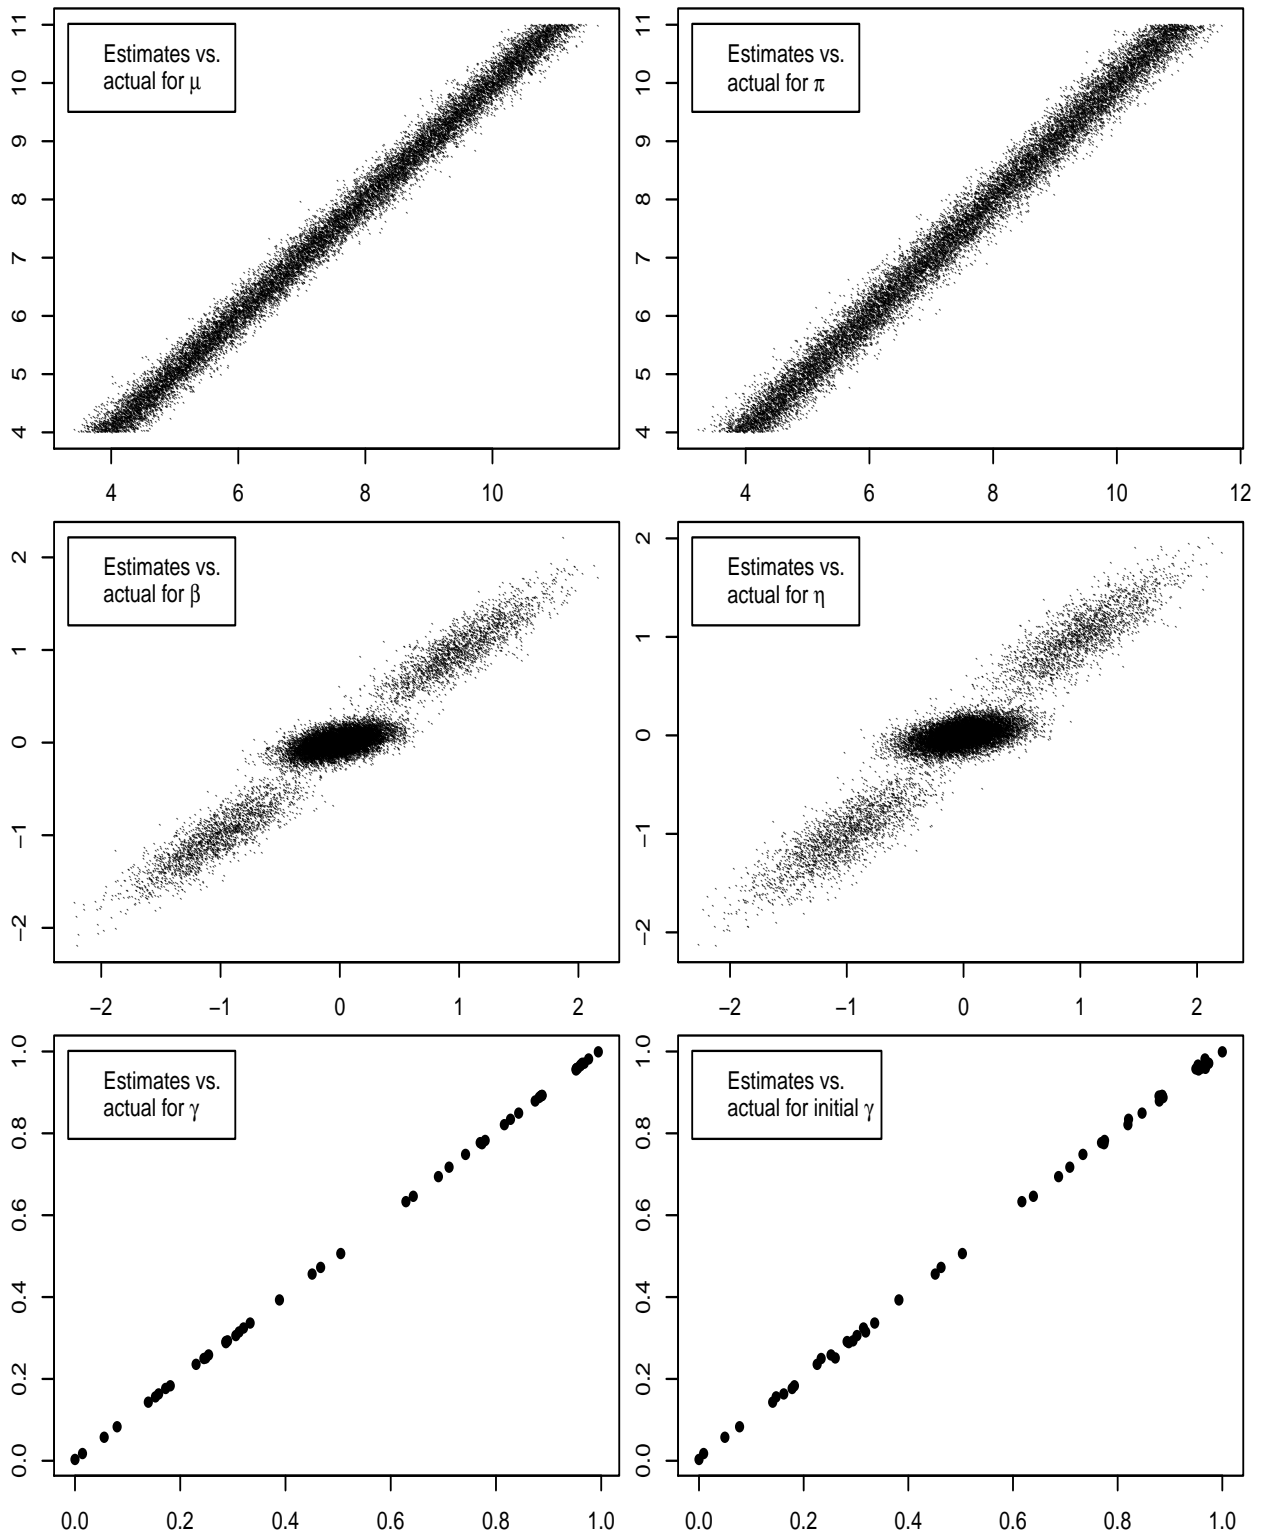 Estimates vs.
actual for μ
4 5 6 7 8 9 10 11
4 6 8 10
Estimates vs.
actual for π
4 5 6 7 8 9 10 11
4 6 8 10 12
Estimates vs.
actual for β
−2 −1 0 1 2
−2 −1 0 1 2
Estimates vs.
actual for η
−2 −1 0 1 2
−2 −1 0 1 2
Estimates vs.
actual for γ
0.0 0.2 0.4 0.6 0.8 1.0
0.0 0.2 0.4 0.6 0.8 1.0
Estimates vs.
actual for initial γ
0.0 0.2 0.4 0.6 0.8 1.0
0.0 0.2 0.4 0.6 0.8 1.0